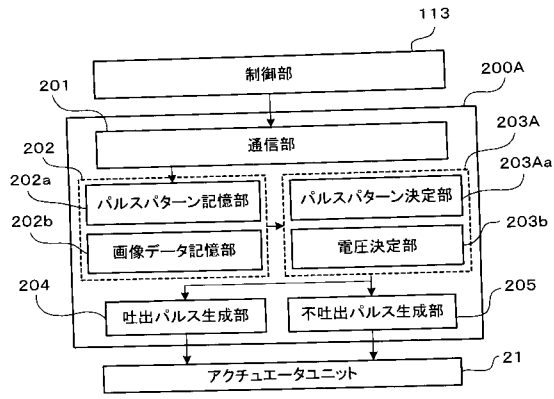 113
制御部
200A
201
通信部
202
203A
202a
パルスパターン記憶部
203Aa
パルスパターン決定部
202b
画像データ記憶部
203b
電圧決定部
204
吐出パルス生成部
205
不吐出パルス生成部
21
アクチュエータユニット